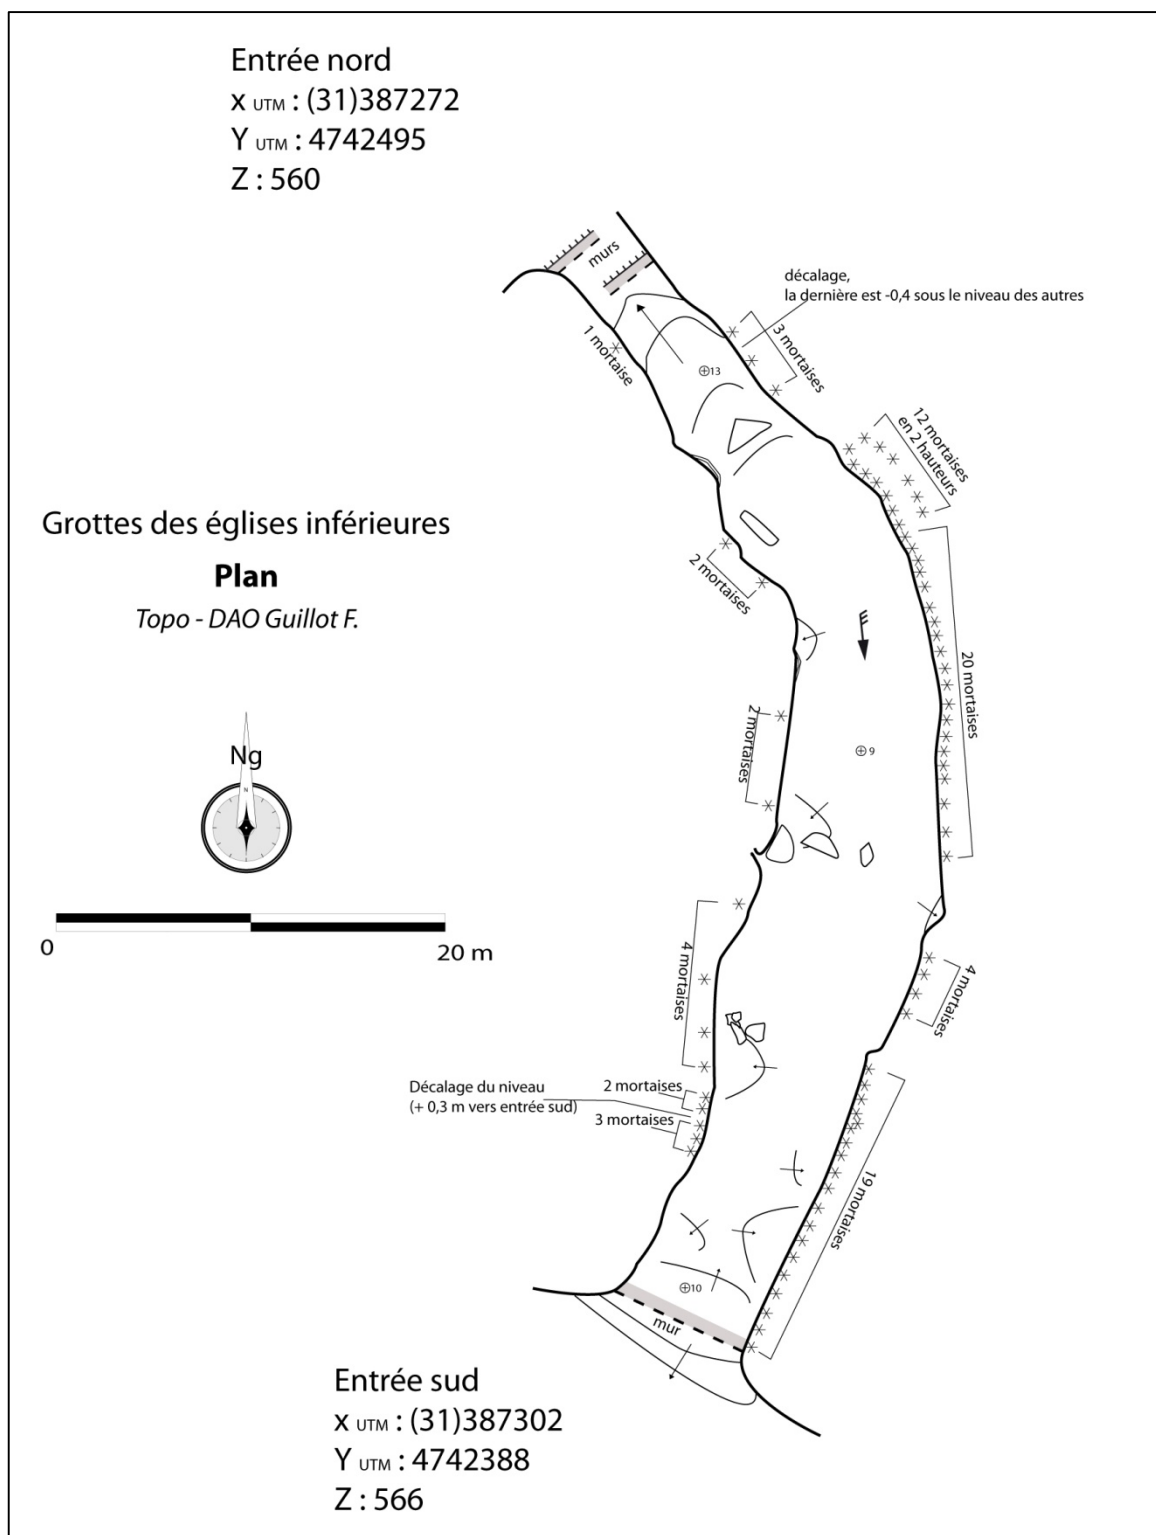 Entrée nord
x UTM : (31)387272
Y UTM : 4742495
Z : 560
murs
décalage,
la dernière est -0,4 sous le niveau des autres
3 mortaises
1 mortaise
⊕13
12 mortaises
en 2 hauteurs
Grottes des églises inférieures
Plan
Topo - DAO Guillot F.
2 mortaises
20 mortaises
2 mortaises
Ng
N
⊕9
0
20 m
4 mortaises
4 mortaises
Décalage du niveau
(+ 0,3 m vers entrée sud)
2 mortaises
3 mortaises
19 mortaises
⊕10
mur
Entrée sud
x UTM : (31)387302
Y UTM : 4742388
Z : 566